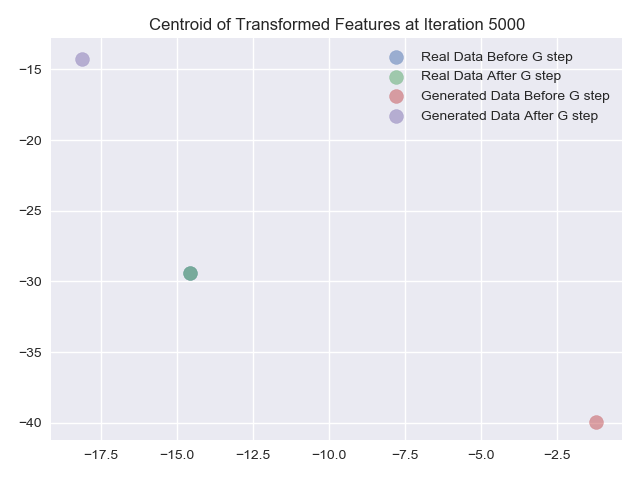 Centroid of Transformed Features at Iteration 5000
Real Data Before G step
Real Data After G step
Generated Data Before G step
Generated Data After G step
−15
−20
−25
−30
−35
−40
−17.5 −15.0 −12.5 −10.0 −7.5 −5.0 −2.5